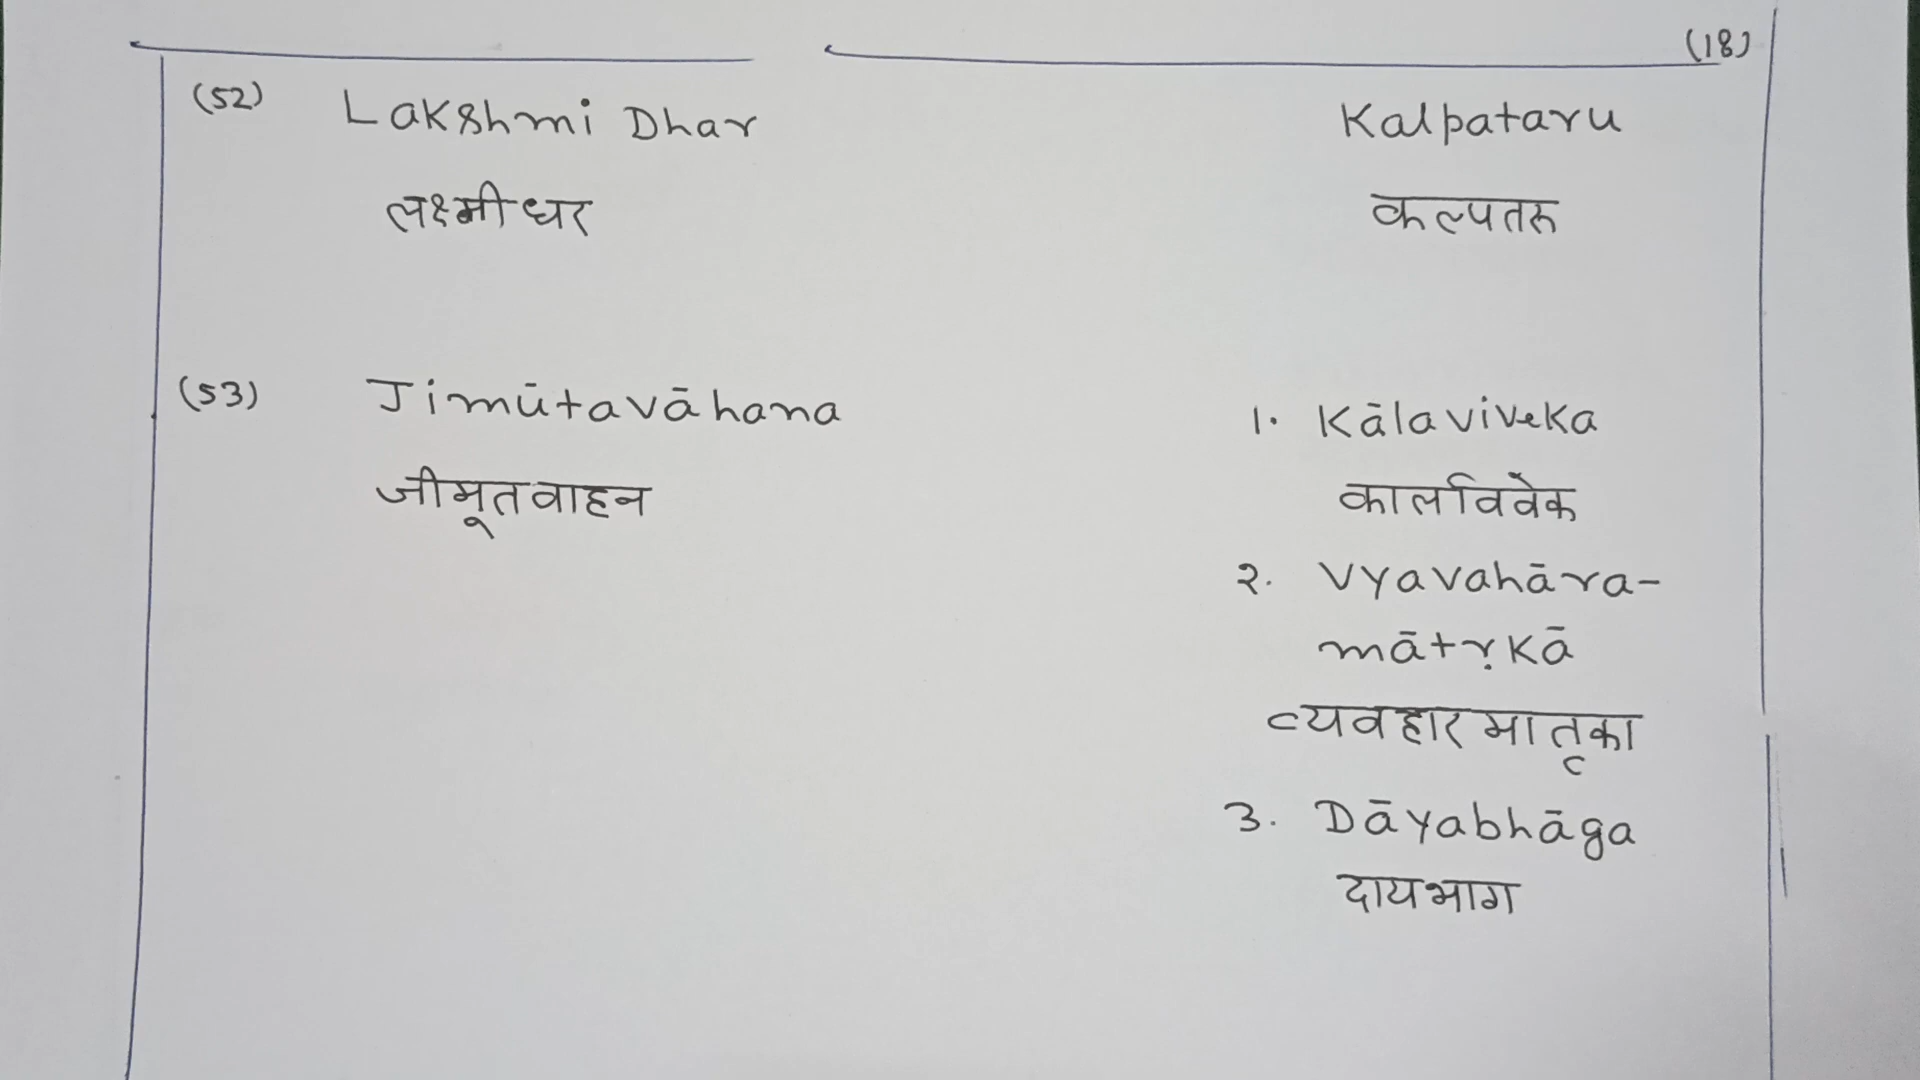 (18)
(52) Lakshmi Dhar Kalpataru
लक्ष्मीधर कल्पतरू
(53) Jimūtavāhana 1. Kālaviveka
जीमूतवाहन कालविवेक
२. Vyavahāra-
mātṛkā
व्यवहारमातृका
3. Dāyabhāga
दायभाग